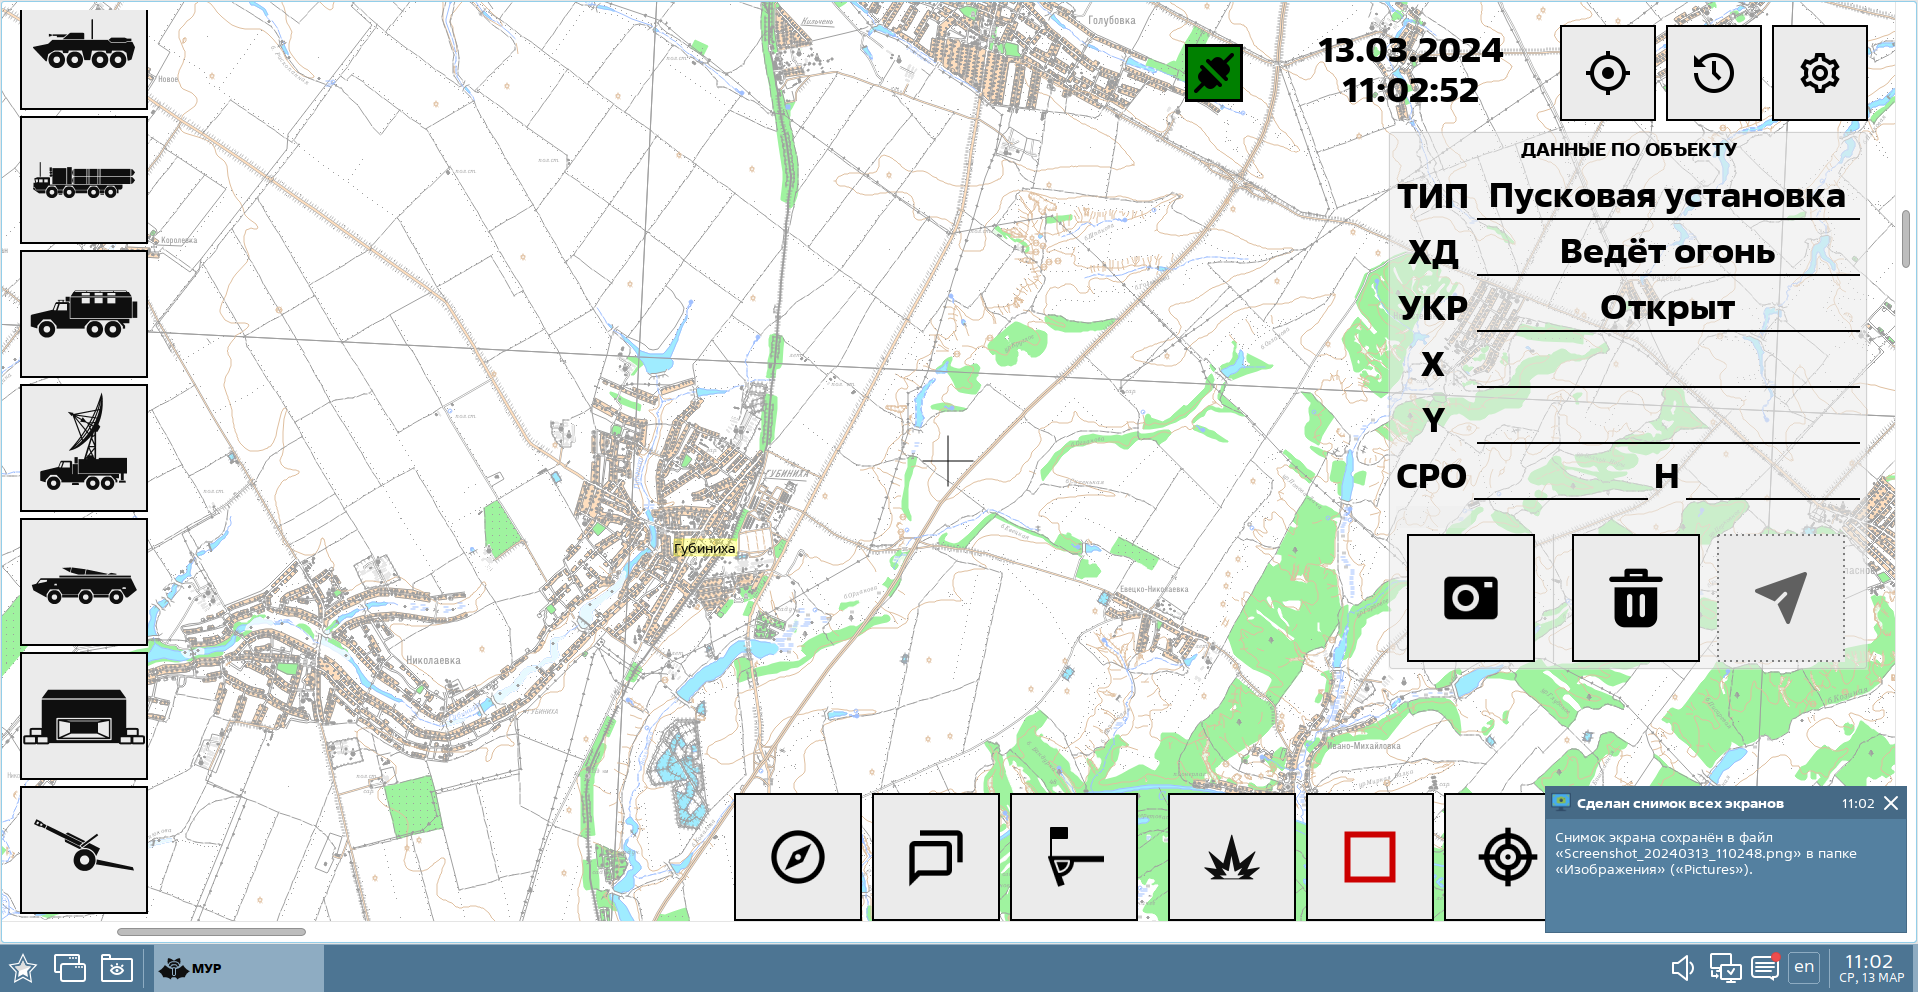 13.03.2024
11:02:52
ДАННЫЕ ПО ОБЪЕКТУ
ТИП Пусковая установка
ХД Ведёт огонь
УКР Открыт
X
Y
СРО Н
Голубовка
Новое
Королевка
ГУБИНИХА
Губиниха
Евецко-Николаевка
Николаевка
ГУБИНИХА
Ивано-Михайловка
Сделан снимок всех экранов 11:02
Снимок экрана сохранён в файл
«Screenshot_20240313_110248.png» в папке
«Изображения» («Pictures»).
МУР
en
11:02
СР, 13 МАР